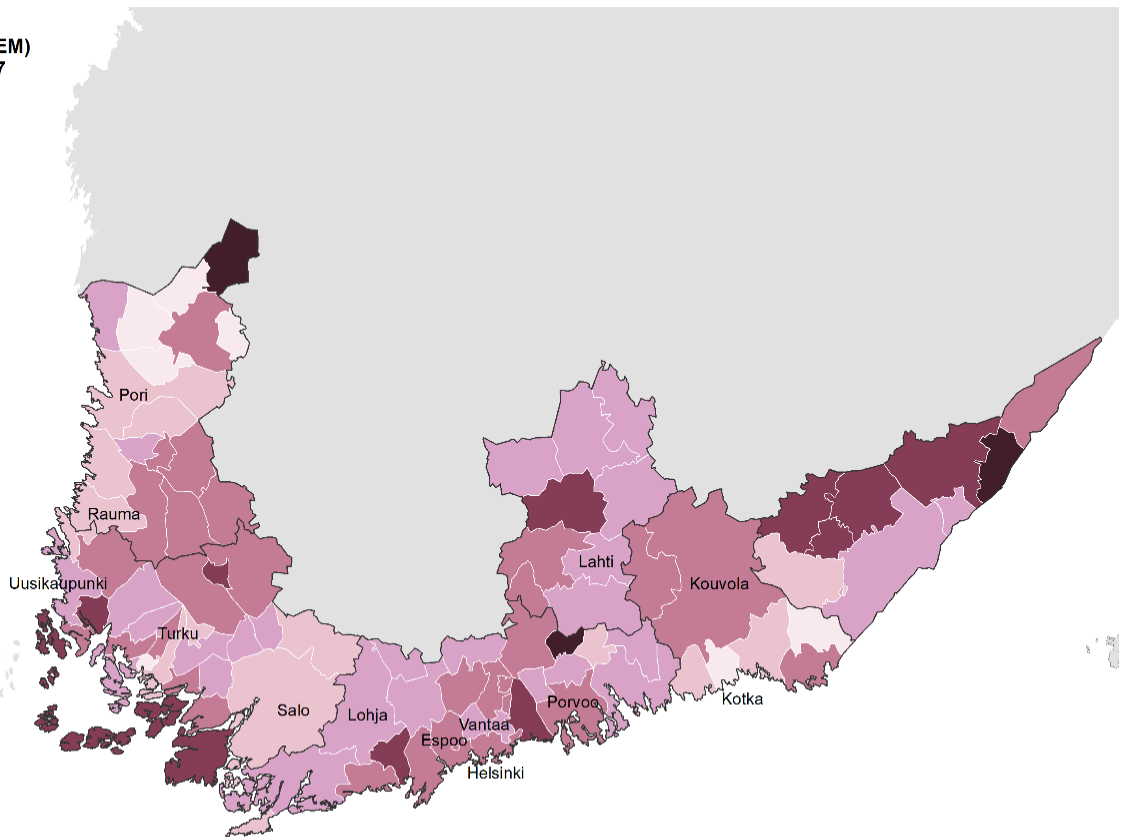 EM)
7
Pori
Rauma
Uusikaupunki
Turku
Salo
Lohja
Espoo
Vantaa
Helsinki
Porvoo
Lahti
Kouvola
Kotka